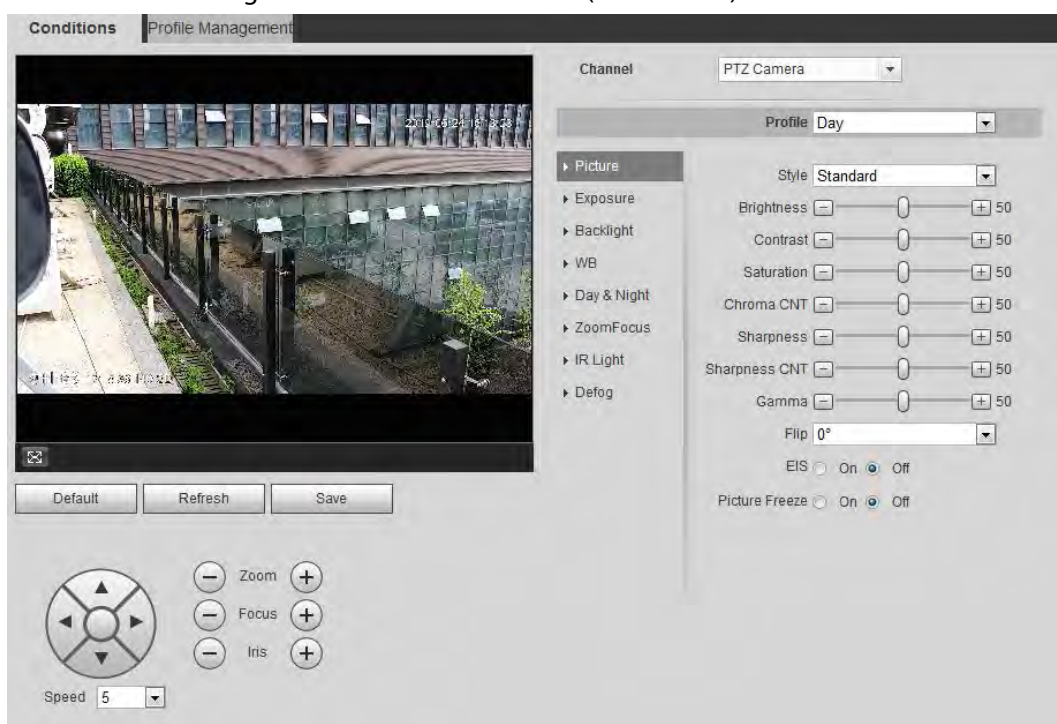 Conditions
Profile Management
Channel
PTZ Camera
Profile
Day
Picture
Exposure
Backlight
WB
Day & Night
ZoomFocus
IR Light
Defog
Style
Standard
Brightness
50
Contrast
50
Saturation
50
Chroma CNT
50
Sharpness
50
Sharpness CNT
50
Gamma
50
Flip
0°
EIS
On
Off
Picture Freeze
On
Off
Default
Refresh
Save
Zoom
Focus
Iris
Speed
5